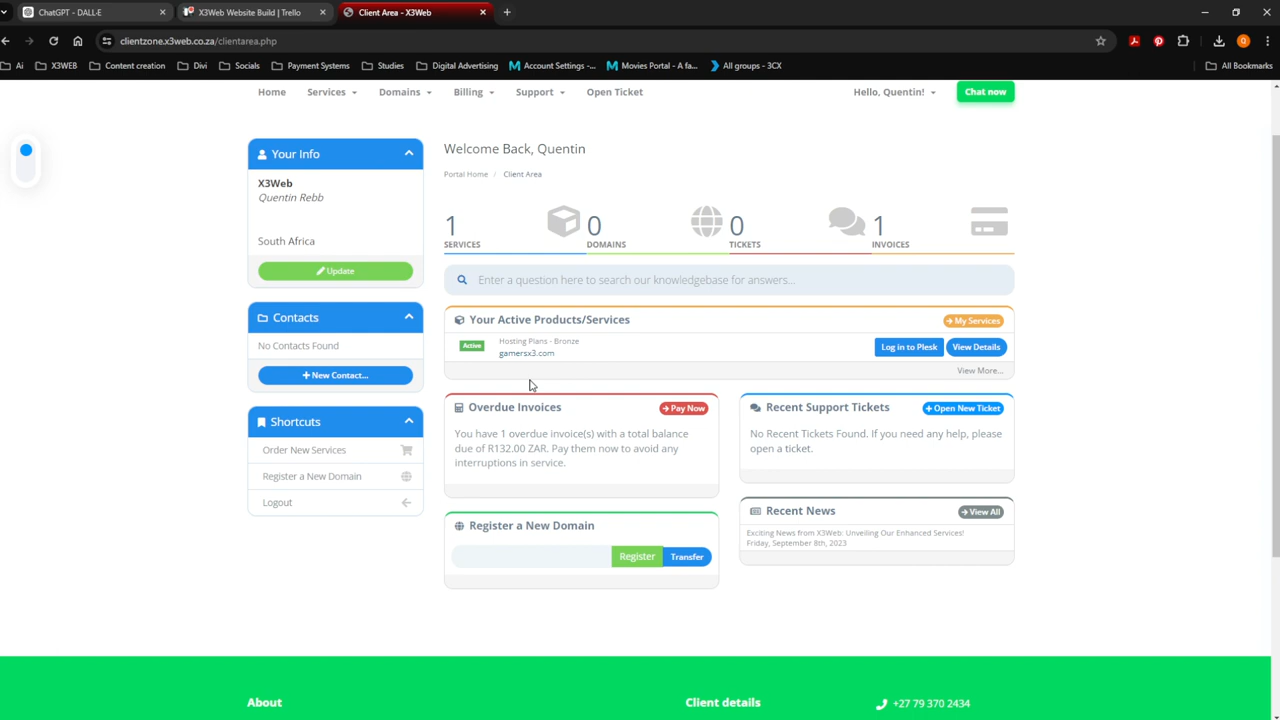 ChatGPT - DALL-E
X3Web Website Build | Trello
Client Area - X3Web
clientzone.x3web.co.za/clientarea.php
Ai
X3WEB
Content creation
Divi
Socials
Payment Systems
Studies
Digital Advertising
Account Settings -...
Movies Portal - A fa...
All groups - 3CX
All Bookmarks
Home
Services
Domains
Billing
Support
Open Ticket
Hello, Quentin!
Chat now
Your Info
X3Web
Quentin Rebb
South Africa
Update
Contacts
No Contacts Found
New Contact...
Shortcuts
Order New Services
Register a New Domain
Logout
Welcome Back, Quentin
Portal Home / Client Area
1
SERVICES
0
DOMAINS
0
TICKETS
1
INVOICES
Enter a question here to search our knowledgebase for answers...
Your Active Products/Services
My Services
Active
Hosting Plans - Bronze
gamersx3.com
Log in to Plesk
View Details
View More...
Overdue Invoices
Pay Now
You have 1 overdue invoice(s) with a total balance
due of R132.00 ZAR. Pay them now to avoid any
interruptions in service.
Recent Support Tickets
Open New Ticket
No Recent Tickets Found. If you need any help, please
open a ticket.
Register a New Domain
Register
Transfer
Recent News
View All
Exciting News from X3Web: Unveiling Our Enhanced Services!
Friday, September 8th, 2023
About
Client details
+27 79 370 2434